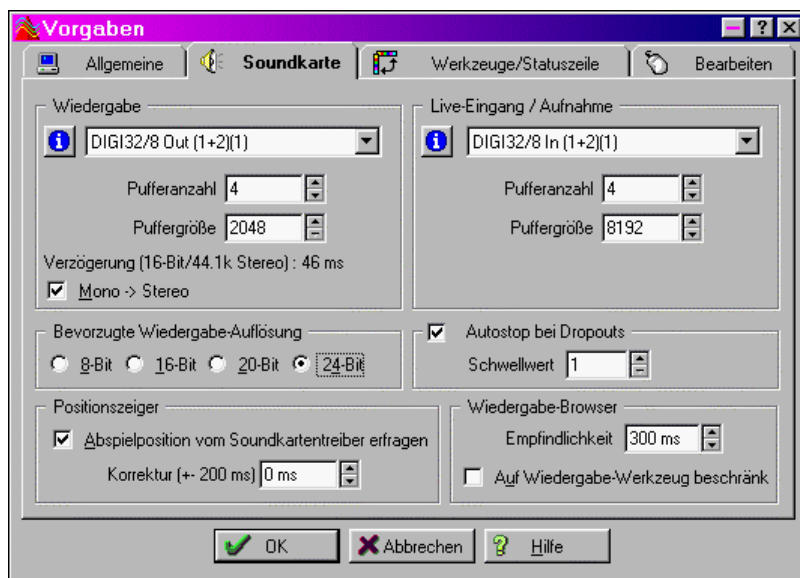 Vorgaben
Allgemeine
Soundkarte
Werkzeuge/Statuszeile
Bearbeiten
Wiedergabe
DIGI32/8 Out (1+2)(1)
Pufferanzahl 4
Puffergröße 2048
Verzögerung (16-Bit/44.1k Stereo) : 46 ms
Mono -> Stereo
Live-Eingang / Aufnahme
DIGI32/8 In (1+2)(1)
Pufferanzahl 4
Puffergröße 8192
Bevorzugte Wiedergabe-Auflösung
8-Bit 16-Bit 20-Bit 24-Bit
Autostop bei Dropouts
Schwellwert 1
Positionszeiger
Abspielposition vom Soundkartentreiber erfragen
Korrektur (+- 200 ms) 0 ms
Wiedergabe-Browser
Empfindlichkeit 300 ms
Auf Wiedergabe-Werkzeug beschränk
OK
Abbrechen
Hilfe